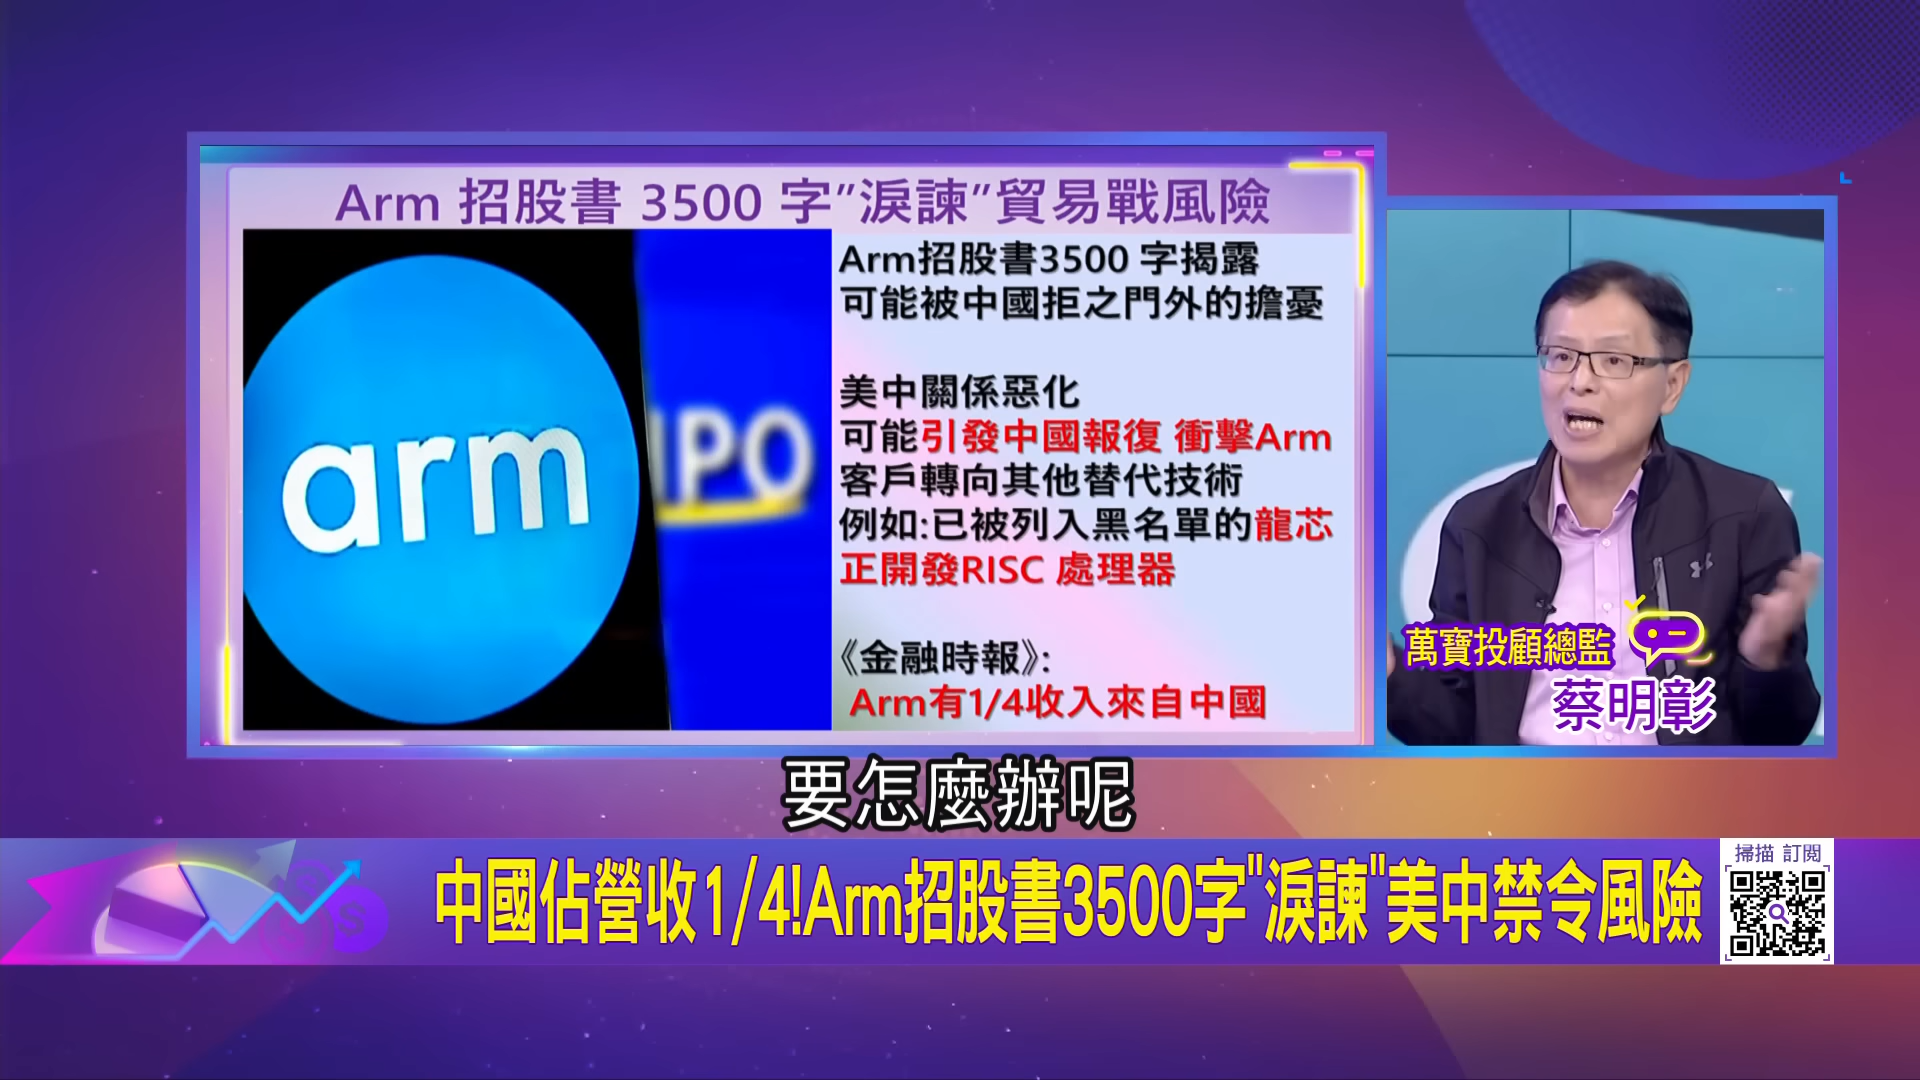 Arm 招股書 3500 字"淚諫"貿易戰風險
arm
IPO
Arm招股書3500 字揭露
可能被中國拒之門外的擔憂
美中關係惡化
可能引發中國報復 衝擊Arm
客戶轉向其他替代技術
例如:已被列入黑名單的龍芯
正開發RISC 處理器
《金融時報》:
Arm有1/4收入來自中國
萬寶投顧總監
蔡明彰
要怎麼辦呢
中國佔營收1/4!Arm招股書3500字"淚諫"美中禁令風險
掃描 訂閱